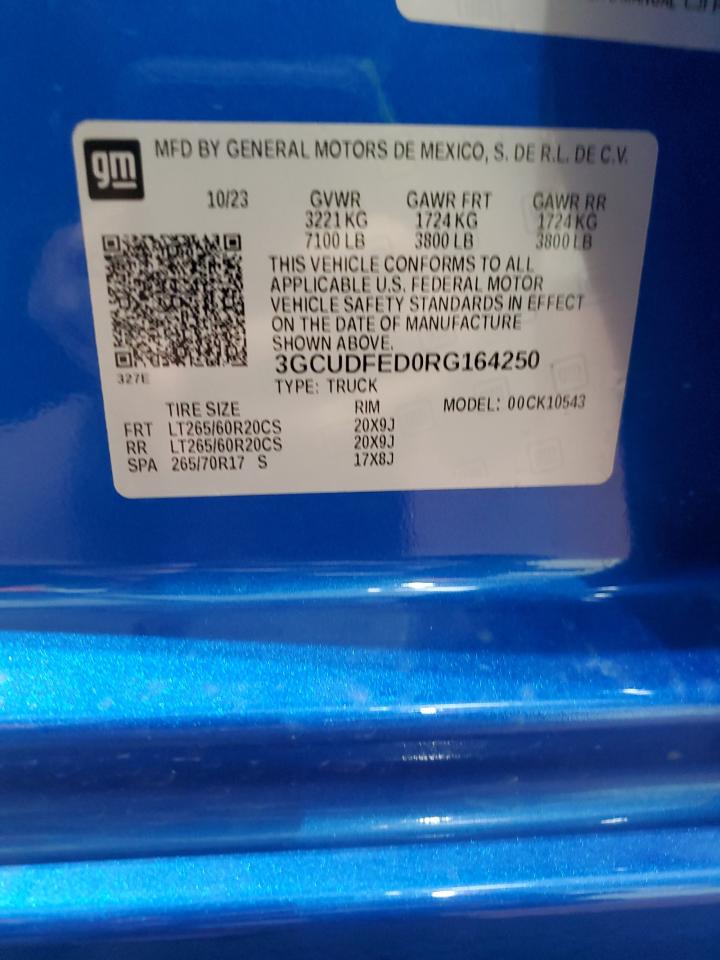 gm
MFD BY GENERAL MOTORS DE MEXICO, S. DE R.L. DE C.V.
10/23 GVWR GAWR FRT GAWR RR
3221 KG 1724 KG 1724 KG
7100 LB 3800 LB 3800 LB
THIS VEHICLE CONFORMS TO ALL
APPLICABLE U.S. FEDERAL MOTOR
VEHICLE SAFETY STANDARDS IN EFFECT
ON THE DATE OF MANUFACTURE
SHOWN ABOVE.
3GCUDFED0RG164250
327E
TYPE: TRUCK
TIRE SIZE RIM MODEL: 00CK10543
FRT LT265/60R20CS 20X9J
RR LT265/60R20CS 20X9J
SPA 265/70R17 S 17X8J